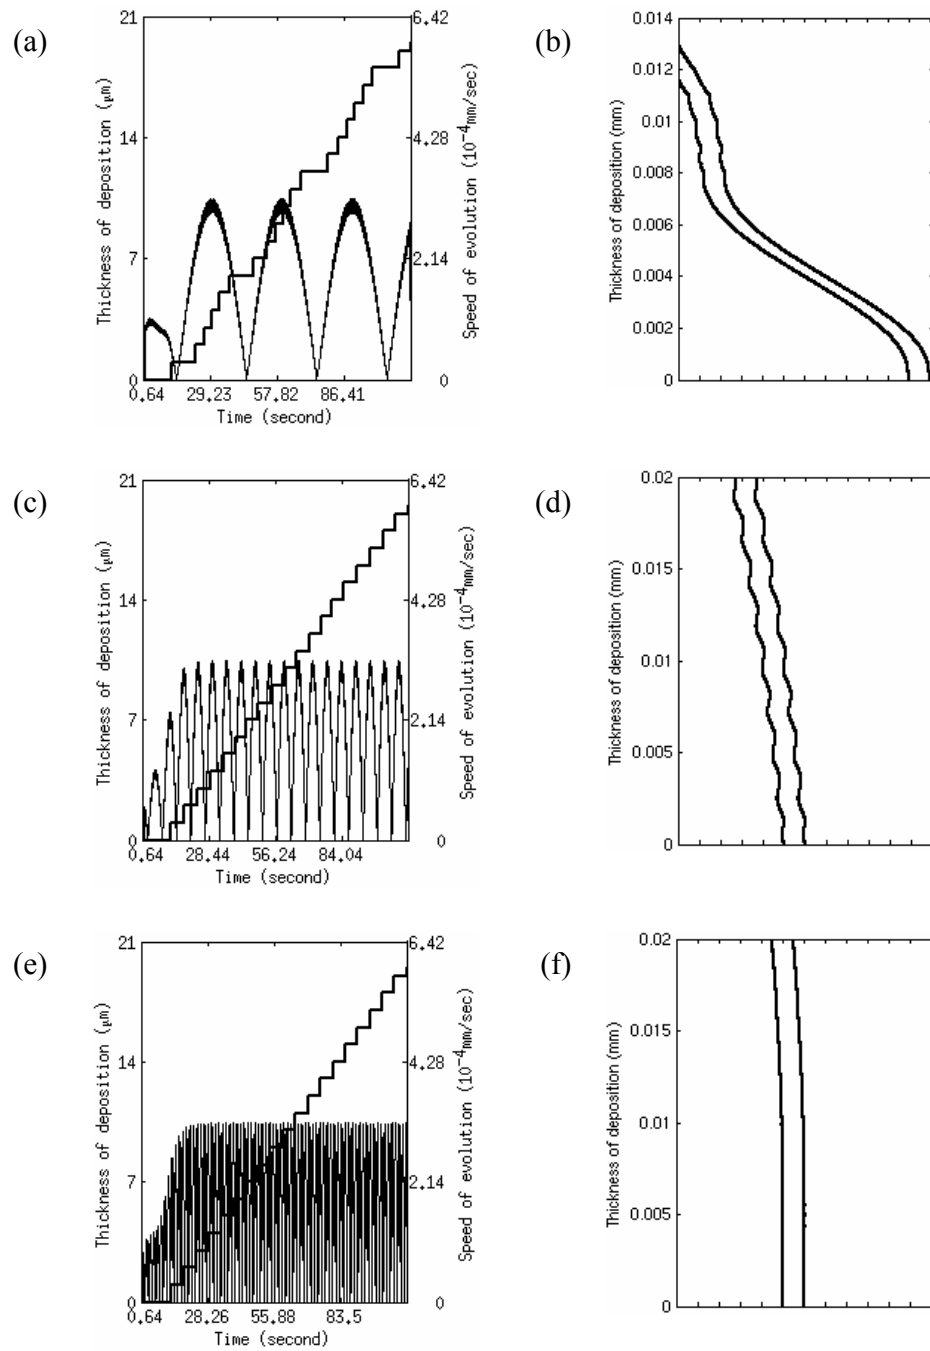 (a)
21
14
7
0
Thickness of deposition (μm)
6.42
4.28
2.14
0
Speed of evolution (10⁻⁴mm/sec)
0.64 29.23 57.82 86.41
Time (second)
(b)
0.014
0.012
0.01
0.008
0.006
0.004
0.002
0
Thickness of deposition (mm)
(c)
21
14
7
0
Thickness of deposition (μm)
6.42
4.28
2.14
0
Speed of evolution (10⁻⁴mm/sec)
0.64 28.44 56.24 84.04
Time (second)
(d)
0.02
0.015
0.01
0.005
0
Thickness of deposition (mm)
(e)
21
14
7
0
Thickness of deposition (μm)
6.42
4.28
2.14
0
Speed of evolution (10⁻⁴mm/sec)
0.64 28.26 55.88 83.5
Time (second)
(f)
0.02
0.015
0.01
0.005
0
Thickness of deposition (mm)